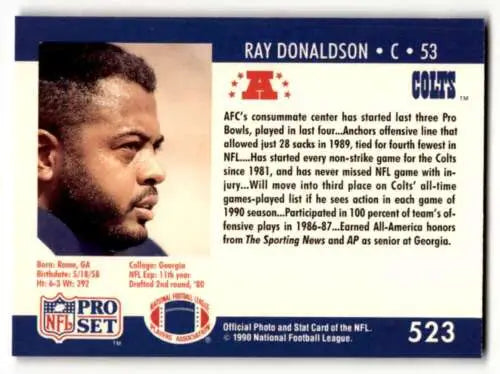 RAY DONALDSON • C • 53
A
COLTS
TM
AFC's consummate center has started last three Pro
Bowls, played in last four...Anchors offensive line that
allowed just 28 sacks in 1989, tied for fourth fewest in
NFL....Has started every non-strike game for the Colts
since 1981, and has never missed NFL game with in-
jury...Will move into third place on Colts' all-time
games-played list if he sees action in each game of
1990 season...Participated in 100 percent of team's of-
fensive plays in 1986-87...Earned All-America honors
from The Sporting News and AP as senior at Georgia.
Born: Rome, GA
Birthdate: 5/18/58
Ht: 6-3 Wt: 292
College: Georgia
NFL Exp: 11th year
Drafted 2nd round, '80
NFL
PRO
SET
TM
NATIONAL FOOTBALL LEAGUE
PLAYERS ASSOCIATION
Official Photo and Stat Card of the NFL.
© 1990 National Football League.
523